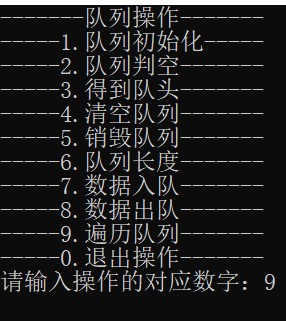 -------队列操作-------
-----1.队列初始化-----
-----2.队列判空-------
-----3.得到队头-------
-----4.清空队列-------
-----5.销毁队列-------
-----6.队列长度-------
-----7.数据入队-------
-----8.数据出队-------
-----9.遍历队列-------
-----0.退出操作-------
请输入操作的对应数字：9